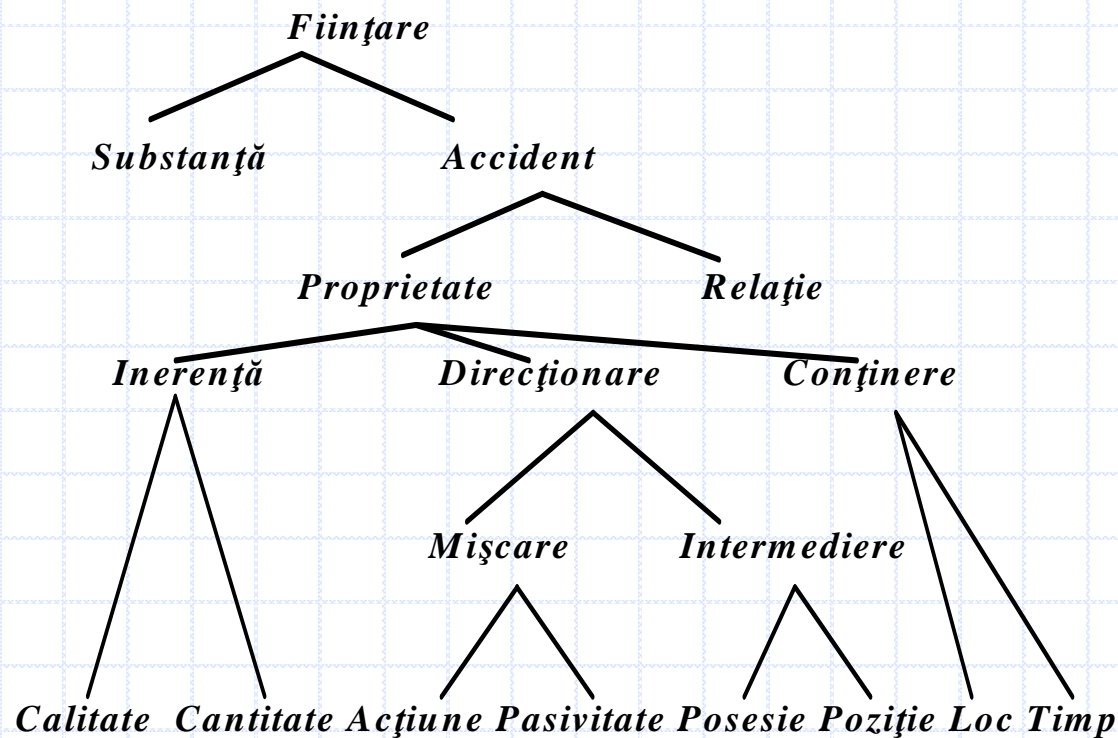 Fiinţare
Substanţă Accident
Proprietate Relaţie
Inerenţă Direcţionare Conţinere
Mişcare Intermediere
Calitate Cantitate Acţiune Pasivitate Posesie Poziţie Loc Timp